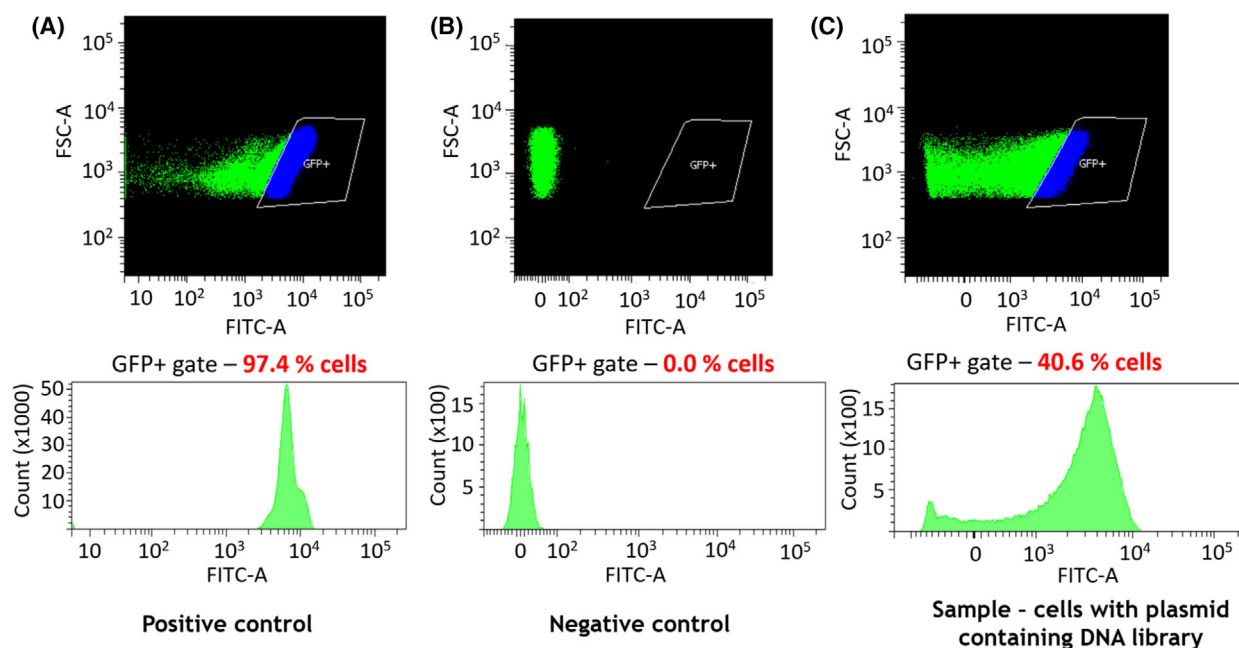 (A)
10⁵
10⁴
10³
10²
FSC-A
GFP+
10 10² 10³ 10⁴ 10⁵
FITC-A
GFP+ gate – 97.4 % cells
50
40
30
20
10
Count (x1000)
10 10² 10³ 10⁴ 10⁵
FITC-A
Positive control
(B)
10⁵
10⁴
10³
10²
FSC-A
GFP+
0 10² 10³ 10⁴ 10⁵
FITC-A
GFP+ gate – 0.0 % cells
15
10
5
Count (x100)
0 10² 10³ 10⁴ 10⁵
FITC-A
Negative control
(C)
10⁵
10⁴
10³
10²
FSC-A
GFP+
0 10³ 10⁴ 10⁵
FITC-A
GFP+ gate – 40.6 % cells
15
10
5
Count (x100)
0 10³ 10⁴ 10⁵
FITC-A
Sample - cells with plasmid
containing DNA library